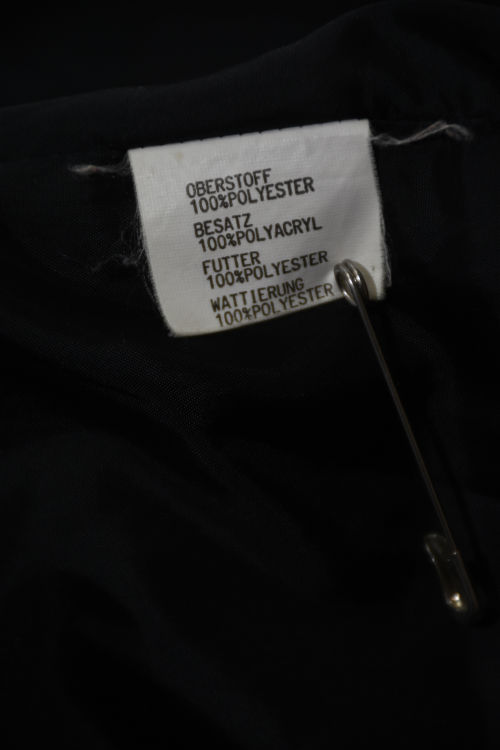 OBERSTOFF
100%POLYESTER
BESATZ
100%POLYACRYL
FUTTER
100%POLYESTER
WATTIERUNG
100%POLYESTER